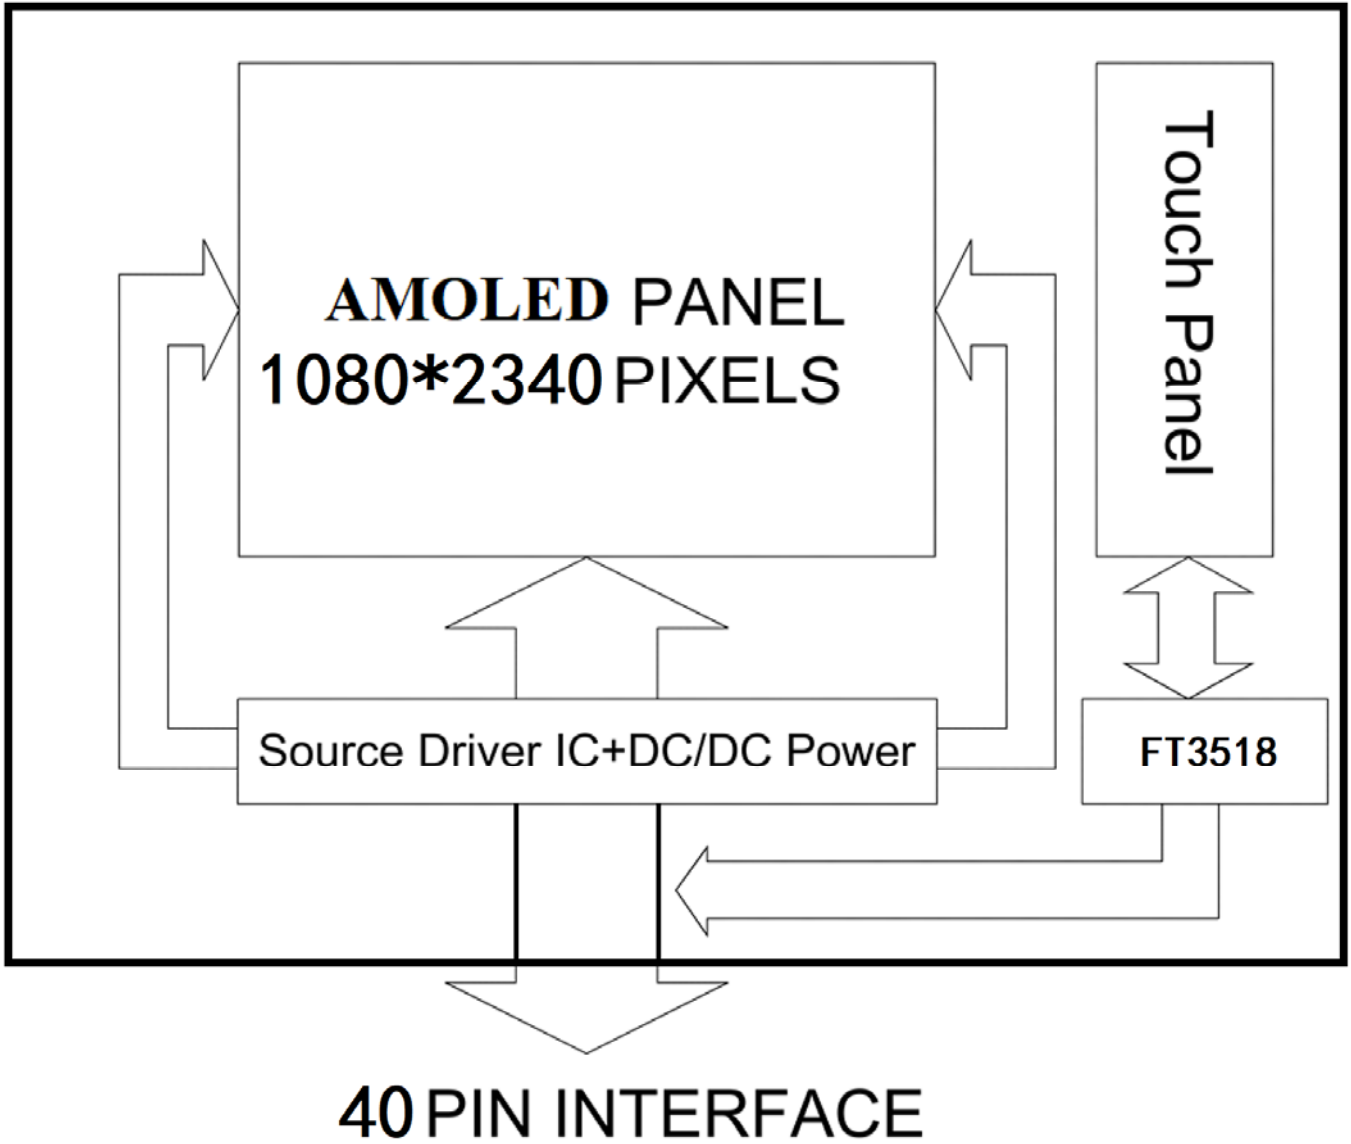 AMOLED PANEL
1080*2340 PIXELS
Touch Panel
Source Driver IC+DC/DC Power
FT3518
40 PIN INTERFACE